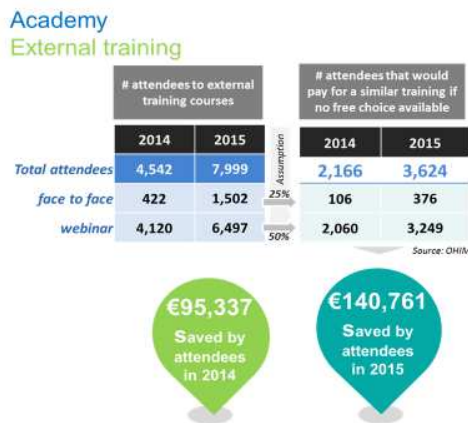 Academy
External training
# attendees to external
training courses
# attendees that would
pay for a similar training if
no free choice available
2014 2015 Assumption 2014 2015
Total attendees 4,542 7,999 2,166 3,624
face to face 422 1,502 25% 106 376
webinar 4,120 6,497 50% 2,060 3,249
Source: OHIM
€95,337
Saved by
attendees
in 2014
€140,761
Saved by
attendees
in 2015